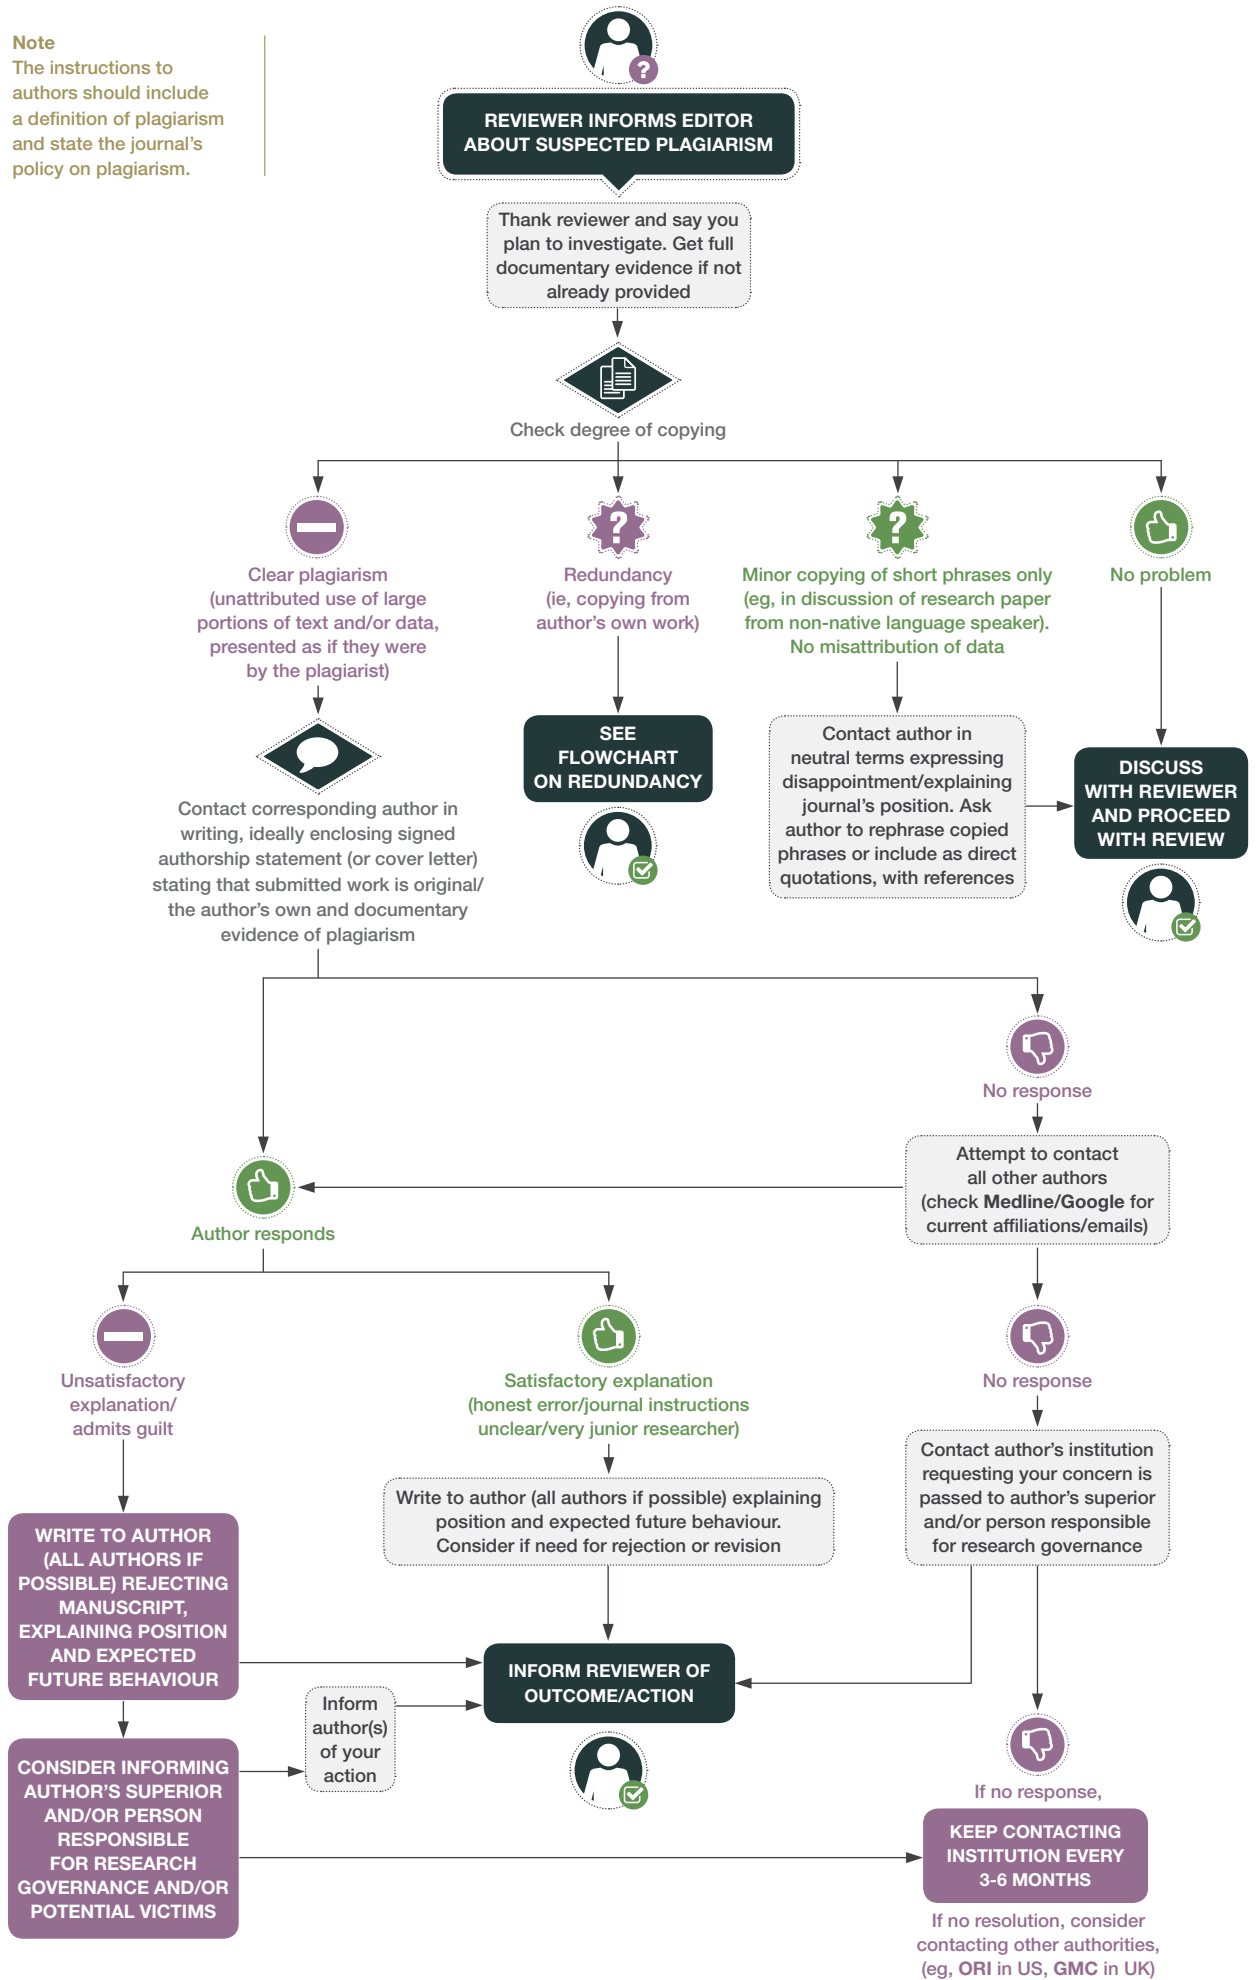 Note
The instructions to
authors should include
a definition of plagiarism
and state the journal's
policy on plagiarism.
?
REVIEWER INFORMS EDITOR
ABOUT SUSPECTED PLAGIARISM
Thank reviewer and say you
plan to investigate. Get full
documentary evidence if not
already provided
Check degree of copying
Clear plagiarism
(unattributed use of large
portions of text and/or data,
presented as if they were
by the plagiarist)
?
Redundancy
(ie, copying from
author's own work)
?
Minor copying of short phrases only
(eg, in discussion of research paper
from non-native language speaker).
No misattribution of data
No problem
SEE
FLOWCHART
ON REDUNDANCY
Contact author in
neutral terms expressing
disappointment/explaining
journal's position. Ask
author to rephrase copied
phrases or include as direct
quotations, with references
DISCUSS
WITH REVIEWER
AND PROCEED
WITH REVIEW
Contact corresponding author in
writing, ideally enclosing signed
authorship statement (or cover letter)
stating that submitted work is original/
the author's own and documentary
evidence of plagiarism
No response
Attempt to contact
all other authors
(check Medline/Google for
current affiliations/emails)
Author responds
Unsatisfactory
explanation/
admits guilt
Satisfactory explanation
(honest error/journal instructions
unclear/very junior researcher)
No response
Contact author's institution
requesting your concern is
passed to author's superior
and/or person responsible
for research governance
Write to author (all authors if possible) explaining
position and expected future behaviour.
Consider if need for rejection or revision
WRITE TO AUTHOR
(ALL AUTHORS IF
POSSIBLE) REJECTING
MANUSCRIPT,
EXPLAINING POSITION
AND EXPECTED
FUTURE BEHAVIOUR
INFORM REVIEWER OF
OUTCOME/ACTION
Inform
author(s)
of your
action
CONSIDER INFORMING
AUTHOR'S SUPERIOR
AND/OR PERSON
RESPONSIBLE
FOR RESEARCH
GOVERNANCE AND/OR
POTENTIAL VICTIMS
If no response,
KEEP CONTACTING
INSTITUTION EVERY
3-6 MONTHS
If no resolution, consider
contacting other authorities,
(eg, ORI in US, GMC in UK)